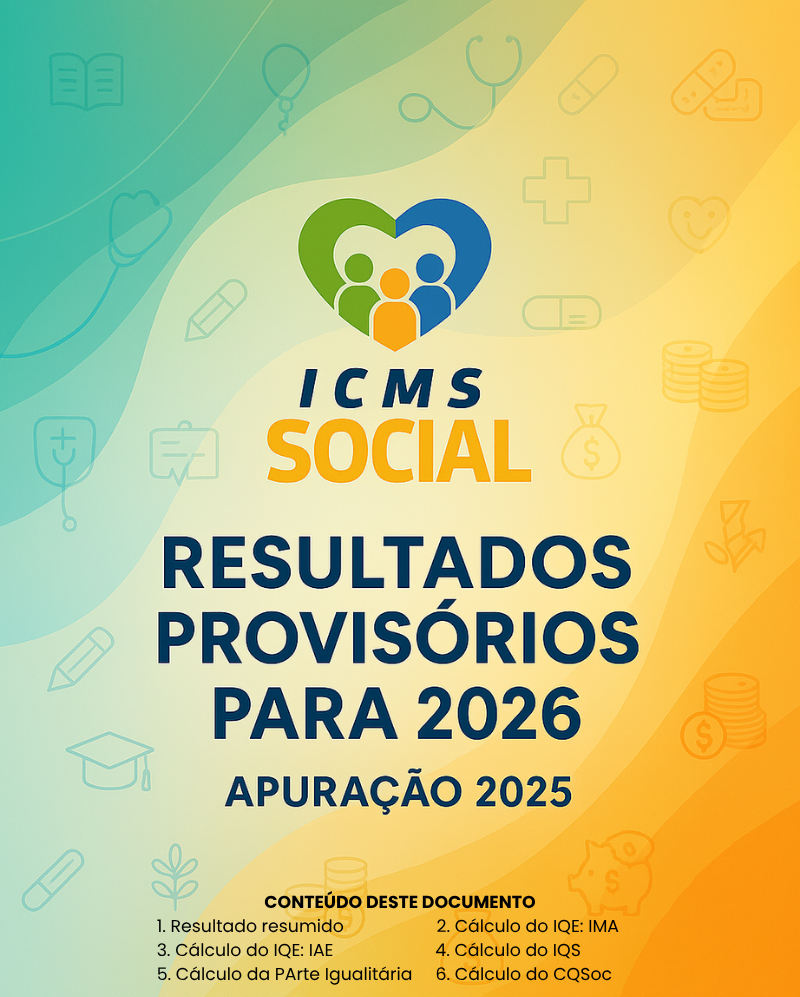 ICMS
SOCIAL
RESULTADOS
PROVISÓRIOS
PARA 2026
APURAÇÃO 2025
CONTEÚDO DESTE DOCUMENTO
1. Resultado resumido 2. Cálculo do IQE: IMA
3. Cálculo do IQE: IAE 4. Cálculo do IQS
5. Cálculo da PArte Igualitária 6. Cálculo do CQSoc